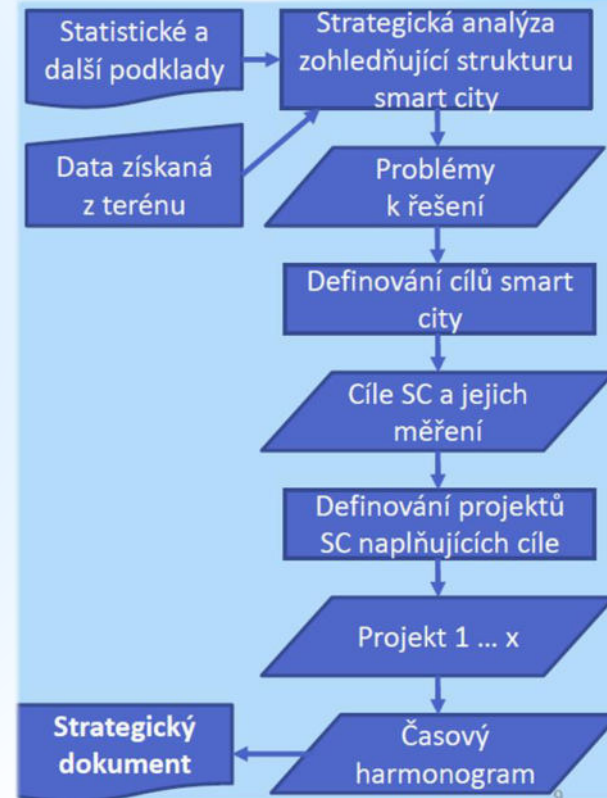 Statistické a
další podklady
Strategická analýza
zohledňující strukturu
smart city
Data získaná
z terénu
Problémy
k řešení
Definování cílů smart
city
Cíle SC a jejich
měření
Definování projektů
SC naplňujících cíle
Projekt 1 ... x
Strategický
dokument
Časový
harmonogram